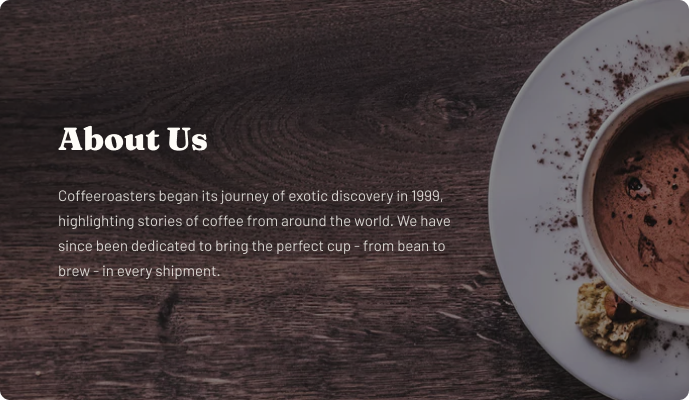 About Us
Coffeeroasters began its journey of exotic discovery in 1999,
highlighting stories of coffee from around the world. We have
since been dedicated to bring the perfect cup - from bean to
brew - in every shipment.